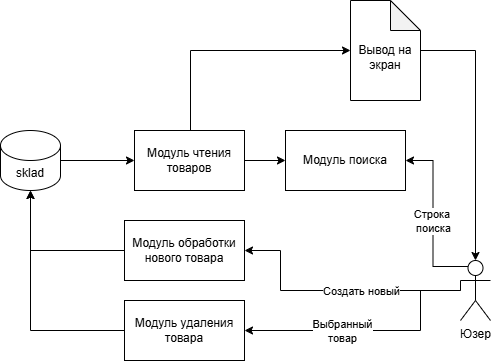 Вывод на
экран
Модуль чтения
товаров
Модуль поиска
sklad
Строка
поиска
Модуль обработки
нового товара
Создать новый
Модуль удаления
товара
Выбранный
товар
Юзер